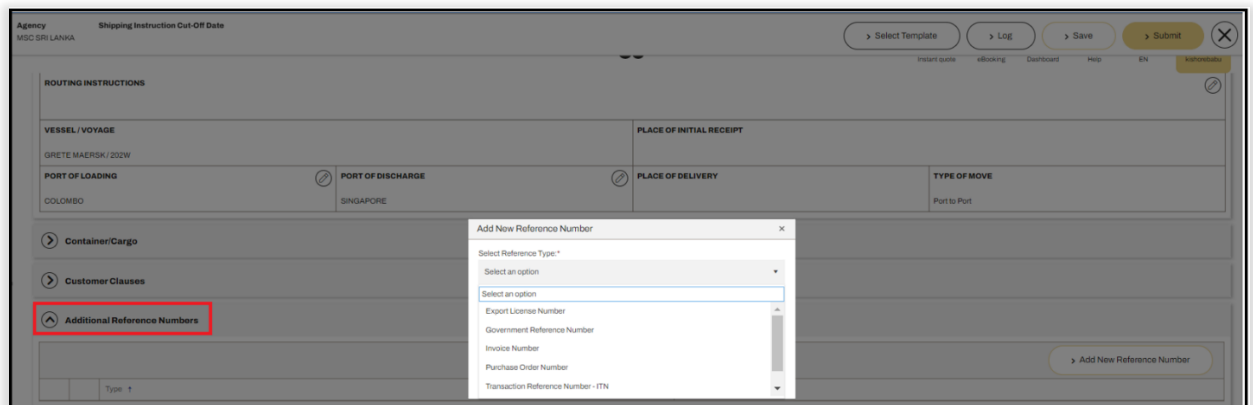 Agency Shipping Instruction Cut-Off Date
MSC SRI LANKA
Select Template Log Save Submit
Instant quote eBooking Dashboard Help EN kishorebabu
ROUTING INSTRUCTIONS
VESSEL / VOYAGE PLACE OF INITIAL RECEIPT
GRETE MAERSK / 202W
PORT OF LOADING PORT OF DISCHARGE PLACE OF DELIVERY TYPE OF MOVE
COLOMBO SINGAPORE Port to Port
Container/Cargo
Customer Clauses
Additional Reference Numbers
Add New Reference Number
Type
Add New Reference Number ×
Select Reference Type:*
Select an option
Select an option
Export License Number
Government Reference Number
Invoice Number
Purchase Order Number
Transaction Reference Number - ITN